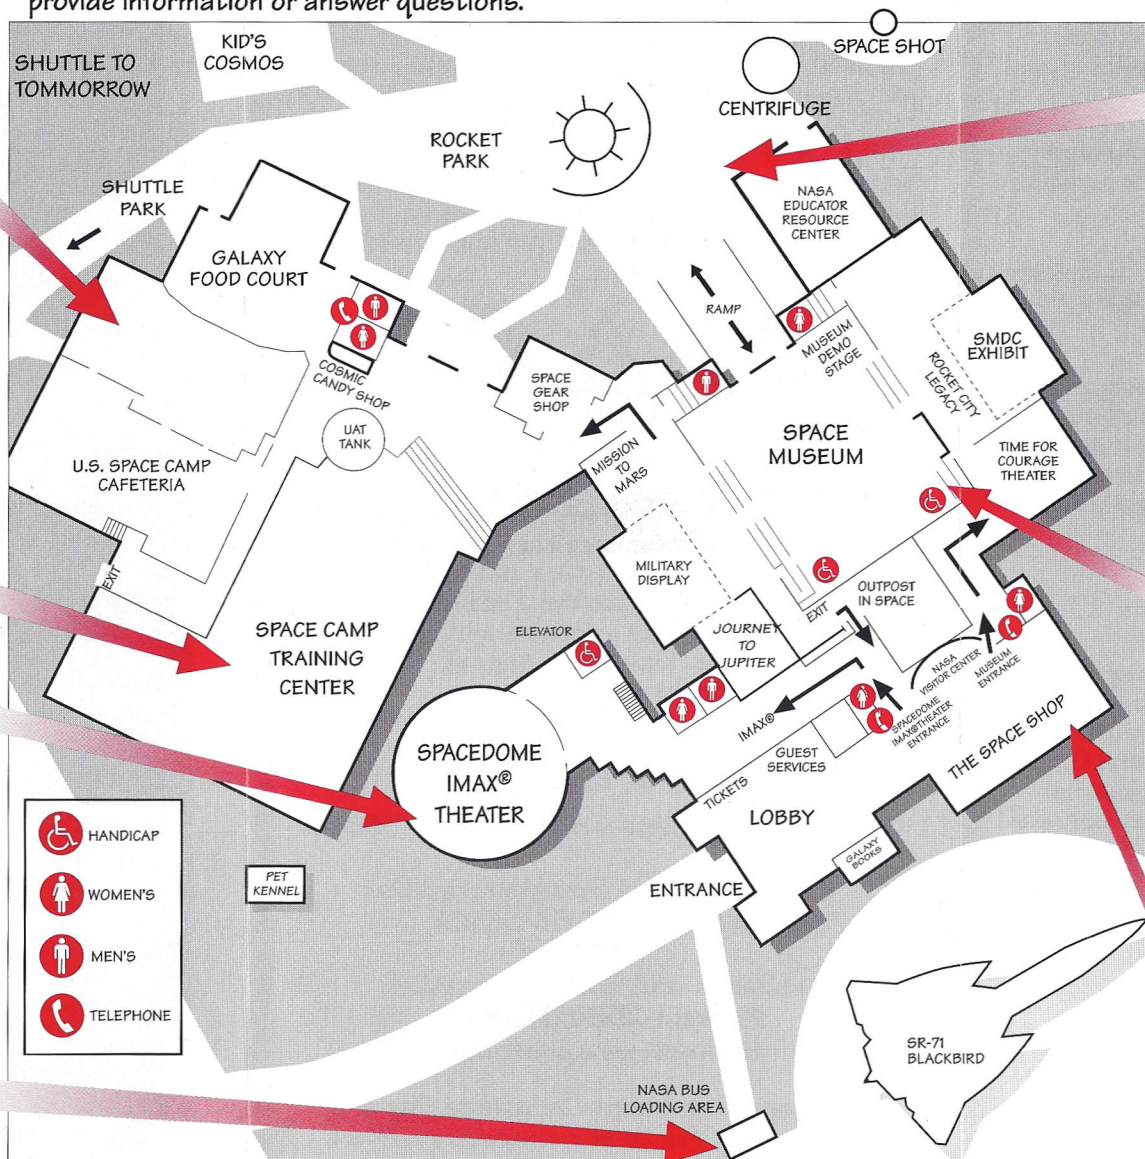 provide information or answer questions.
SHUTTLE TO
TOMMORROW
KID'S
COSMOS
SPACE SHOT
CENTRIFUGE
ROCKET
PARK
SHUTTLE
PARK
NASA
EDUCATOR
RESOURCE
CENTER
GALAXY
FOOD COURT
RAMP
MUSEUM
DEMO
STAGE
SMDC
EXHIBIT
ROCKET CITY
LEGACY
COSMIC
CANDY SHOP
SPACE
GEAR
SHOP
UAT
TANK
SPACE
MUSEUM
TIME FOR
COURAGE
THEATER
U.S. SPACE CAMP
CAFETERIA
MISSION
TO
MARS
EXIT
MILITARY
DISPLAY
OUTPOST
IN SPACE
EXIT
SPACE CAMP
TRAINING
CENTER
ELEVATOR
JOURNEY
TO
JUPITER
NASA
VISITOR CENTER
MUSEUM
ENTRANCE
SPACEDOME
IMAX®THEATER
ENTRANCE
IMAX®
GUEST
SERVICES
TICKETS
THE SPACE SHOP
SPACEDOME
IMAX®
THEATER
LOBBY
GALAXY
BOOKS
HANDICAP
WOMEN'S
MEN'S
TELEPHONE
PET
KENNEL
ENTRANCE
SR-71
BLACKBIRD
NASA BUS
LOADING AREA